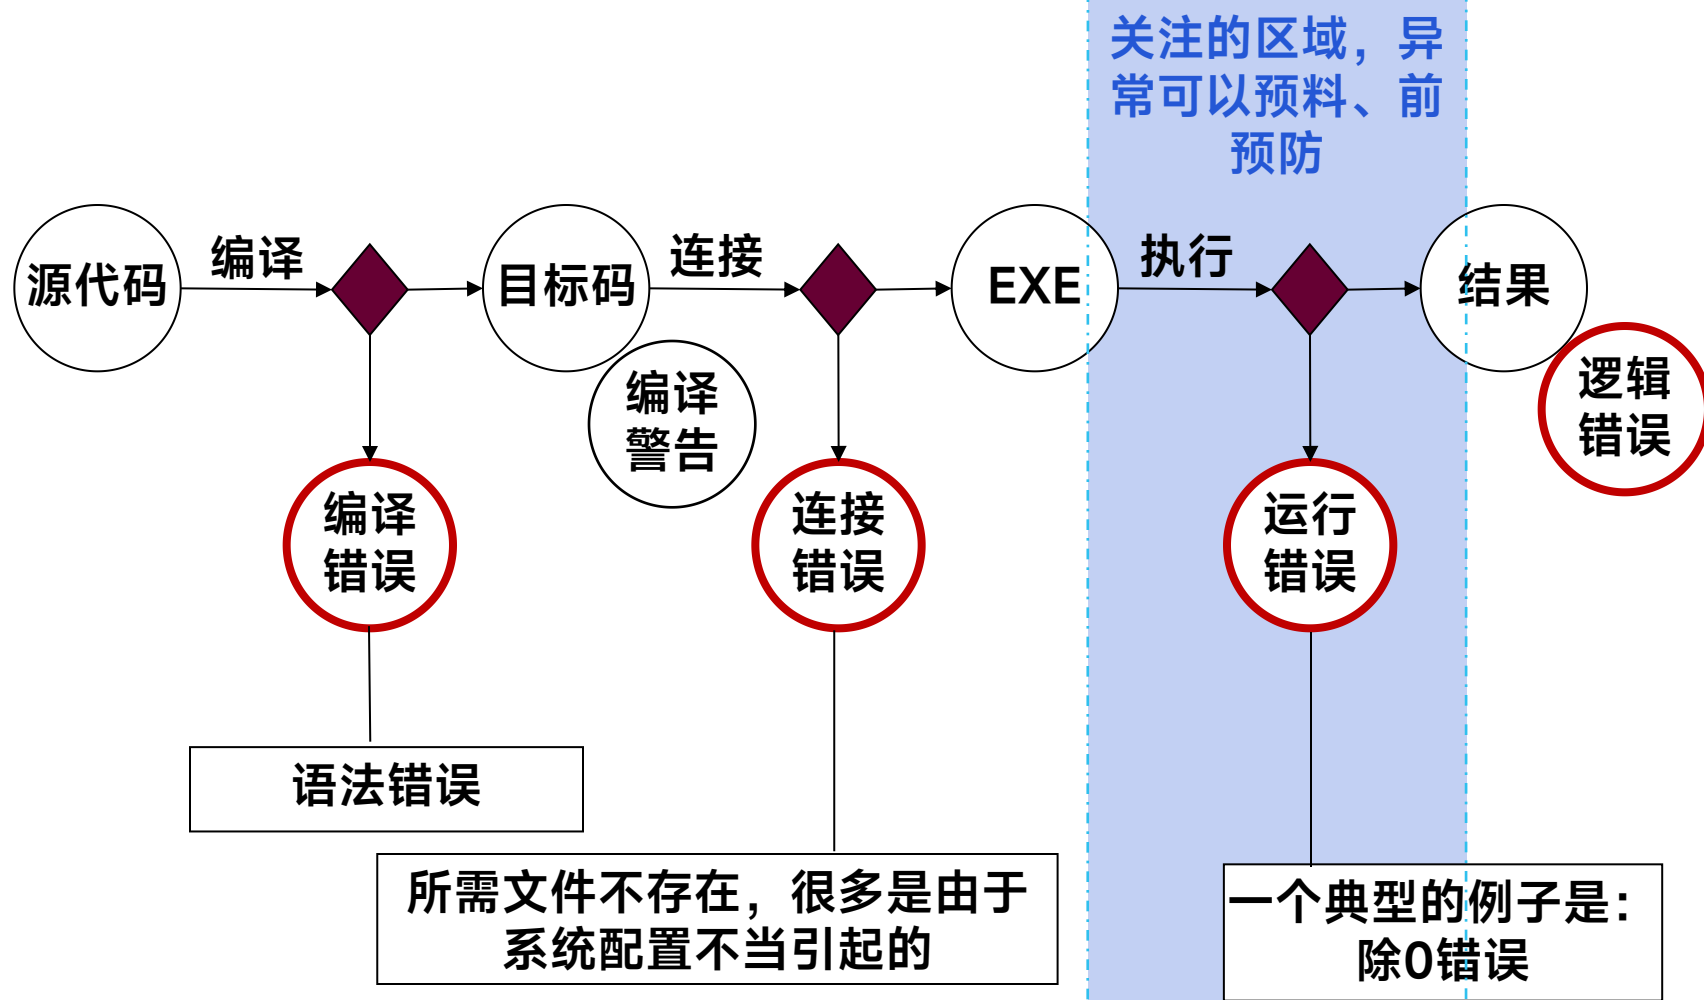 关注的区域，异
常可以预料、前
预防
源代码
编译
目标码
连接
EXE
执行
结果
编译
警告
逻辑
错误
编译
错误
连接
错误
运行
错误
语法错误
所需文件不存在，很多是由于
系统配置不当引起的
一个典型的例子是：
除0错误